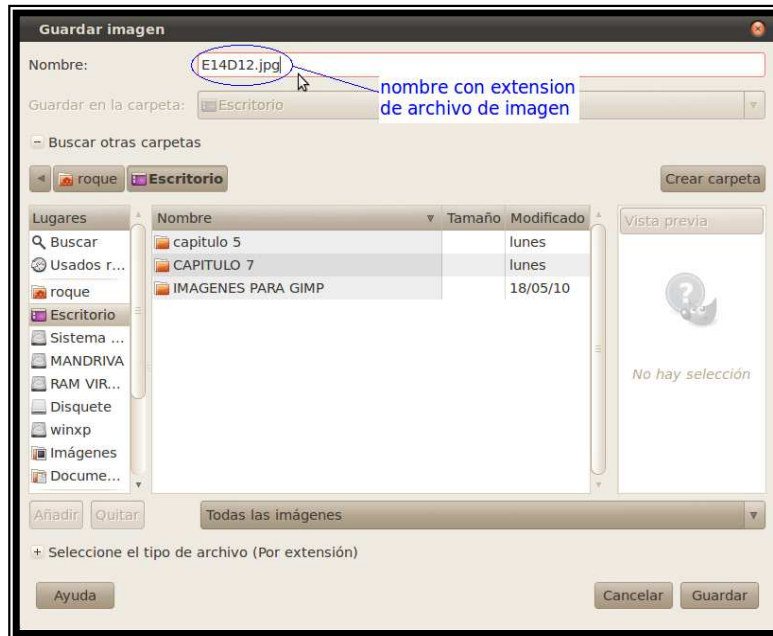 Guardar imagen
Nombre:
E14D12.jpg
nombre con extension
de archivo de imagen
Guardar en la carpeta:
Escritorio
Buscar otras carpetas
roque
Escritorio
Crear carpeta
Lugares
Buscar
Usados r...
roque
Escritorio
Sistema ...
MANDRIVA
RAM VIR...
Disquete
winxp
Imágenes
Docume...
Nombre
Tamaño
Modificado
capitulo 5
lunes
CAPITULO 7
lunes
IMAGENES PARA GIMP
18/05/10
Vista previa
No hay selección
Añadir
Quitar
Todas las imágenes
Seleccione el tipo de archivo (Por extensión)
Ayuda
Cancelar
Guardar